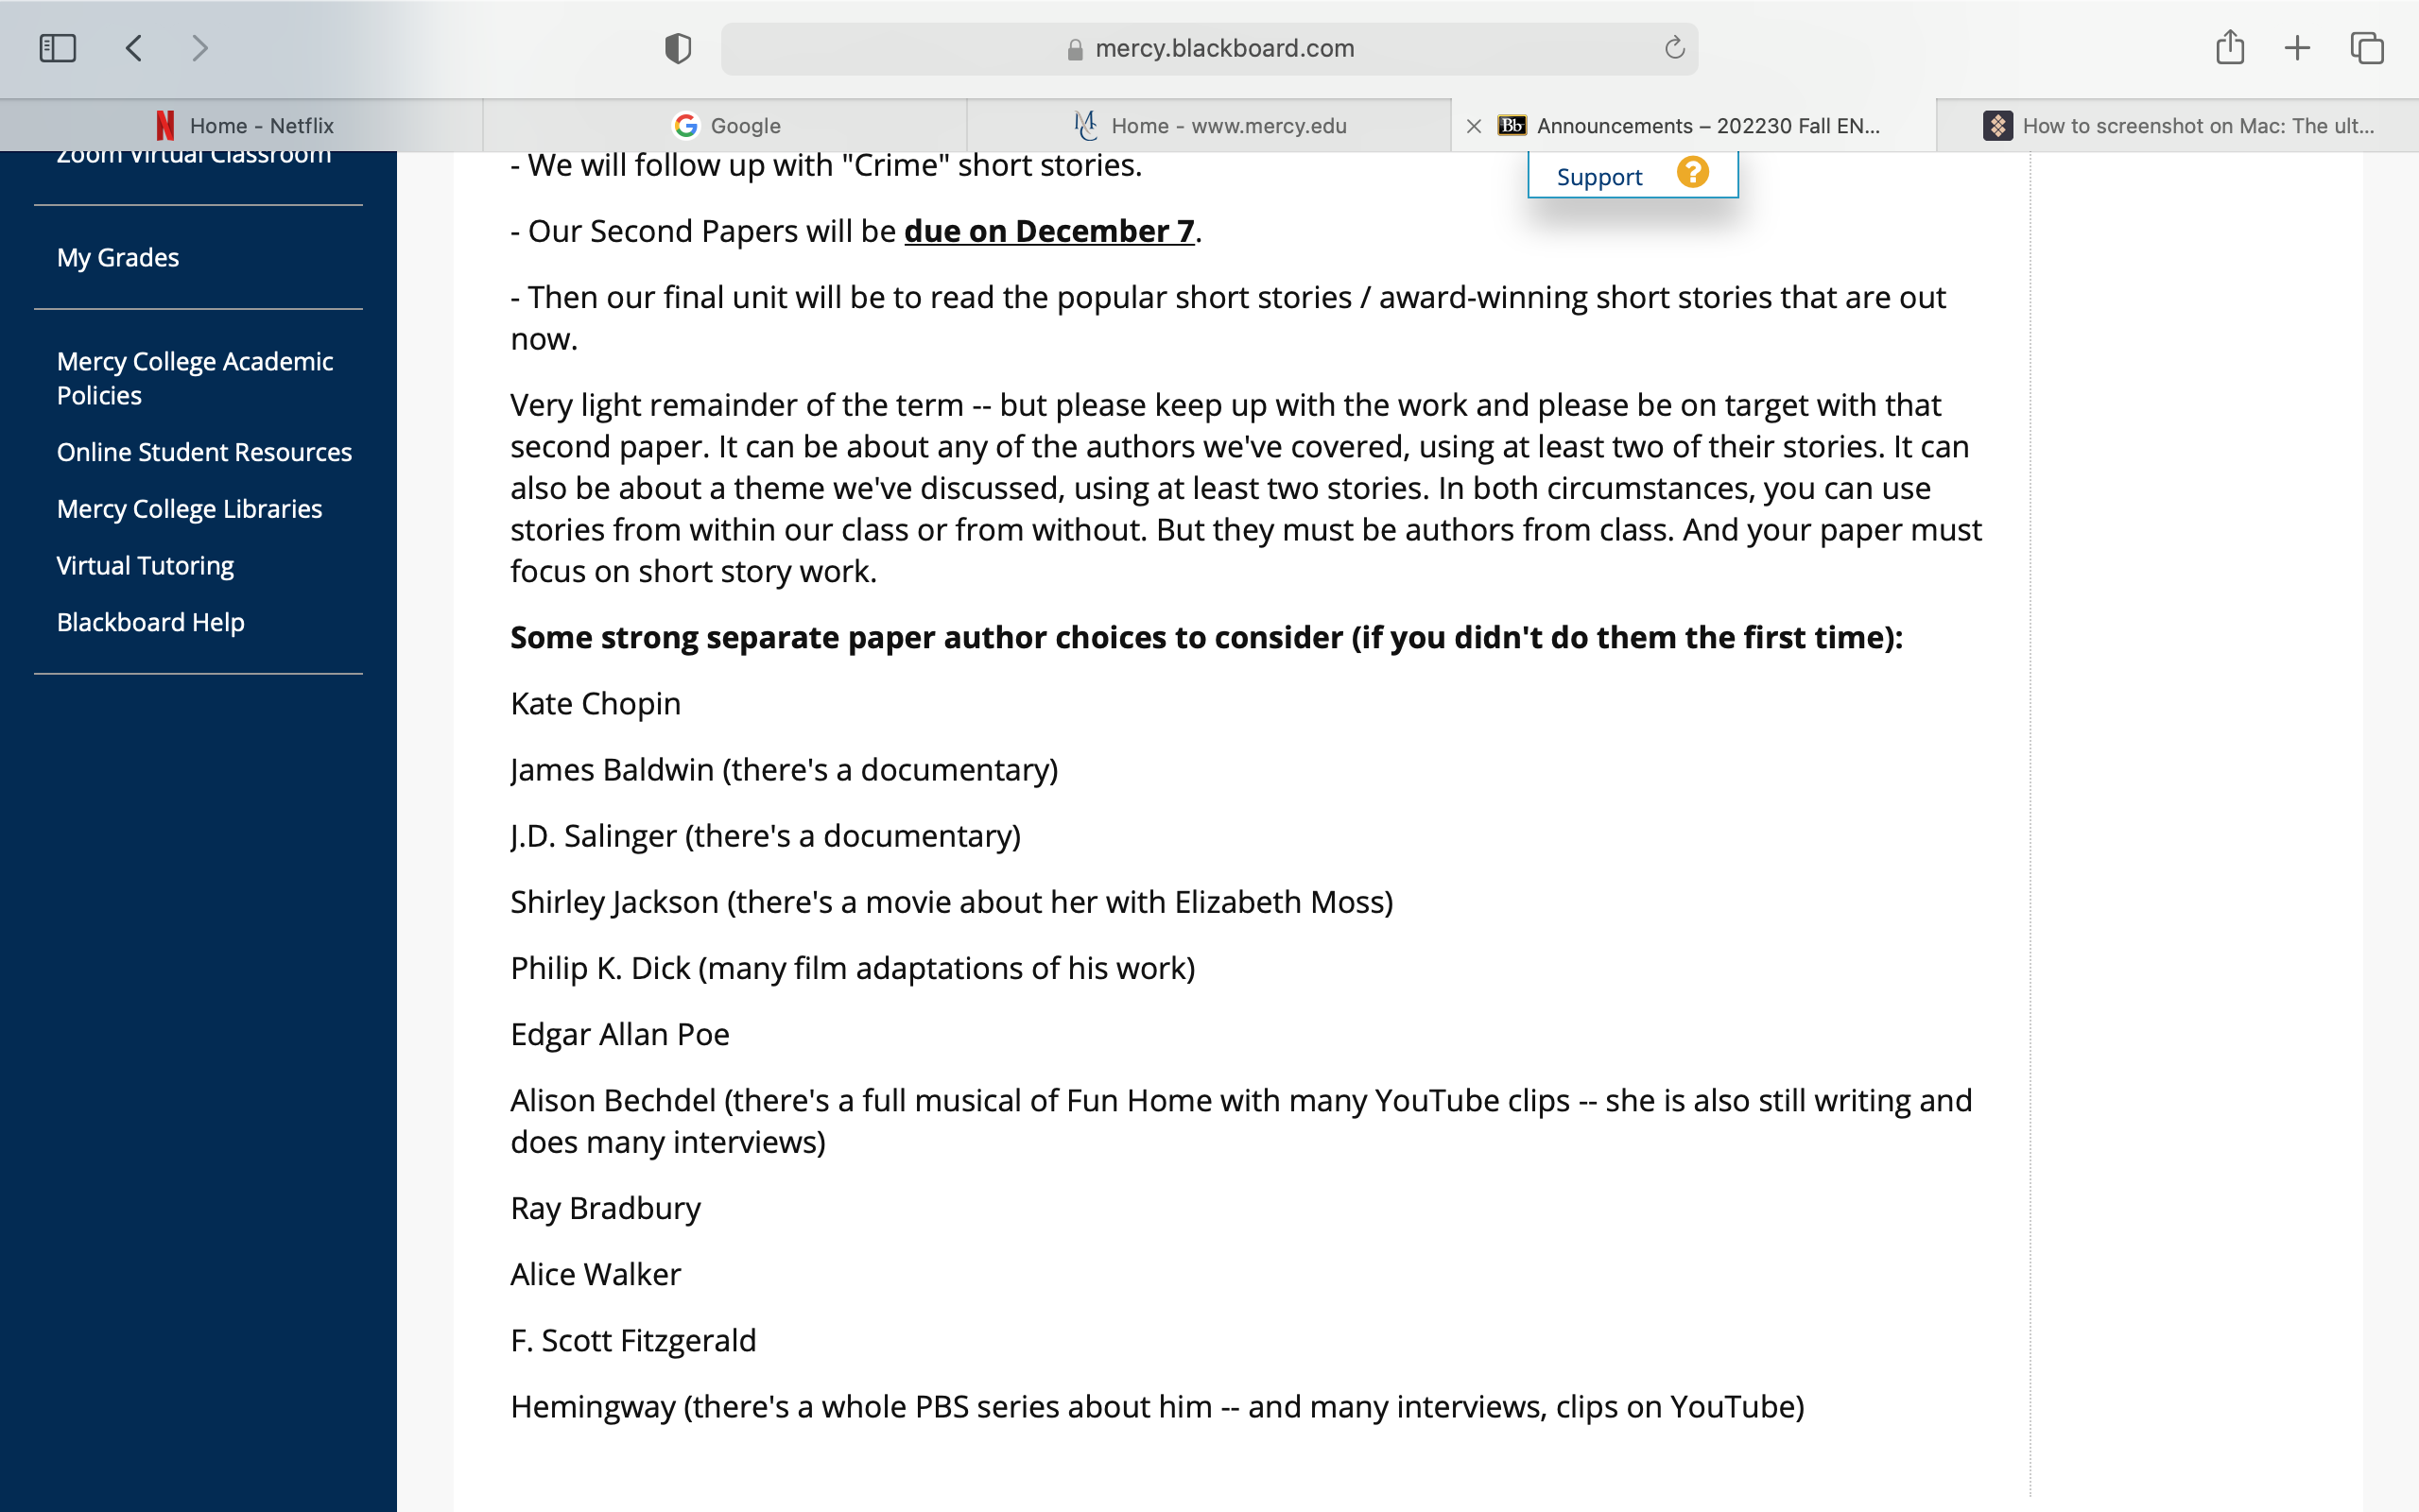 mercy.blackboard.com
Home - Netflix
Google
Home - www.mercy.edu
Announcements – 202230 Fall EN...
How to screenshot on Mac: The ult...
Zoom Virtual Classroom
My Grades
Mercy College Academic
Policies
Online Student Resources
Mercy College Libraries
Virtual Tutoring
Blackboard Help
Support
- We will follow up with "Crime" short stories.
- Our Second Papers will be due on December 7.
- Then our final unit will be to read the popular short stories / award-winning short stories that are out
now.
Very light remainder of the term -- but please keep up with the work and please be on target with that
second paper. It can be about any of the authors we've covered, using at least two of their stories. It can
also be about a theme we've discussed, using at least two stories. In both circumstances, you can use
stories from within our class or from without. But they must be authors from class. And your paper must
focus on short story work.
Some strong separate paper author choices to consider (if you didn't do them the first time):
Kate Chopin
James Baldwin (there's a documentary)
J.D. Salinger (there's a documentary)
Shirley Jackson (there's a movie about her with Elizabeth Moss)
Philip K. Dick (many film adaptations of his work)
Edgar Allan Poe
Alison Bechdel (there's a full musical of Fun Home with many YouTube clips -- she is also still writing and
does many interviews)
Ray Bradbury
Alice Walker
F. Scott Fitzgerald
Hemingway (there's a whole PBS series about him -- and many interviews, clips on YouTube)